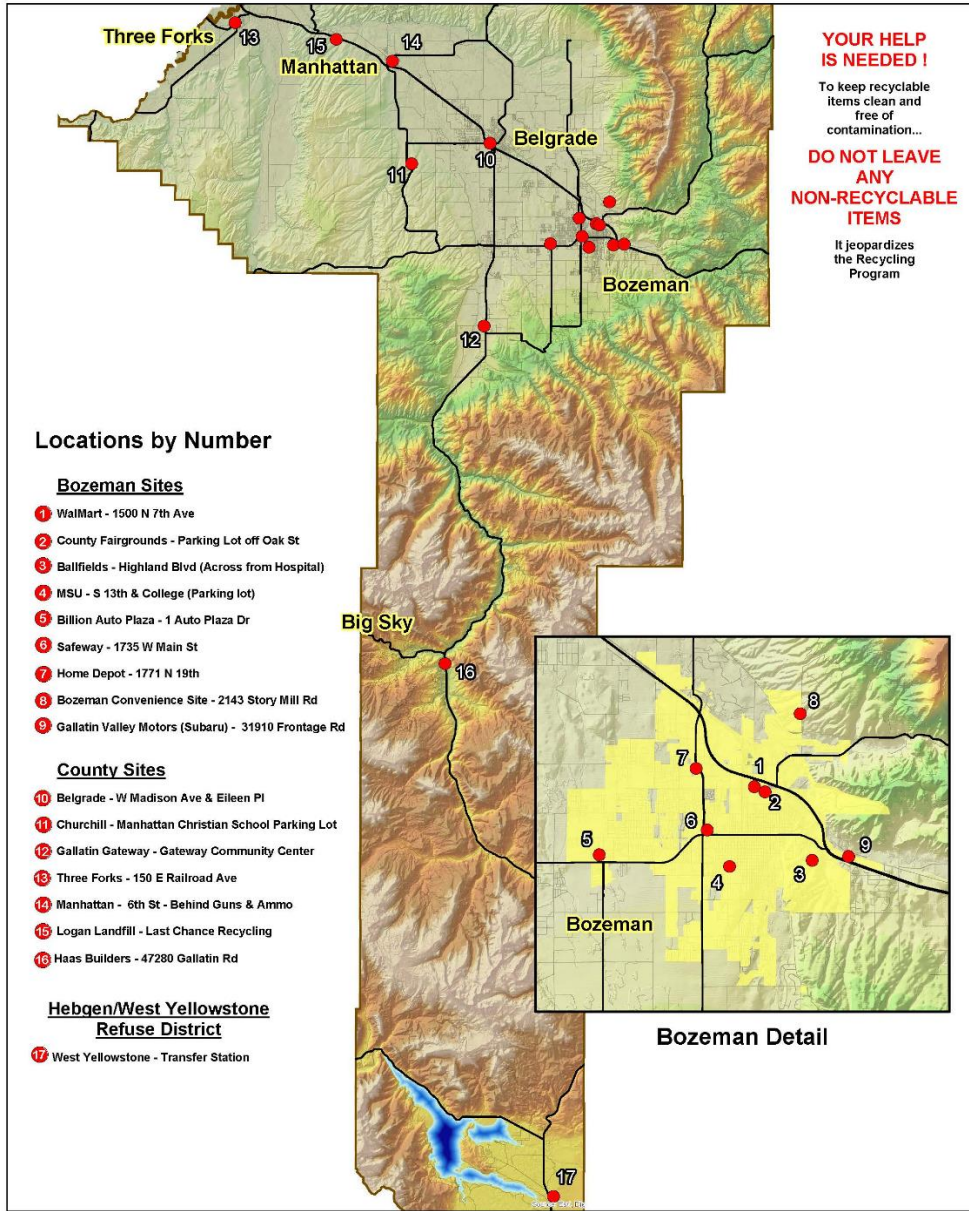 Three Forks
13
15
14
Manhattan
Belgrade
10
11
Bozeman
12
YOUR HELP
IS NEEDED !
To keep recyclable
items clean and
free of
contamination...
DO NOT LEAVE
ANY
NON-RECYCLABLE
ITEMS
It jeopardizes
the Recycling
Program
Locations by Number
Bozeman Sites
1 WalMart - 1500 N 7th Ave
2 County Fairgrounds - Parking Lot off Oak St
3 Ballfields - Highland Blvd (Across from Hospital)
4 MSU - S 13th & College (Parking lot)
5 Billion Auto Plaza - 1 Auto Plaza Dr
6 Safeway - 1735 W Main St
7 Home Depot - 1771 N 19th
8 Bozeman Convenience Site - 2143 Story Mill Rd
9 Gallatin Valley Motors (Subaru) - 31910 Frontage Rd
County Sites
10 Belgrade - W Madison Ave & Eileen Pl
11 Churchill - Manhattan Christian School Parking Lot
12 Gallatin Gateway - Gateway Community Center
13 Three Forks - 150 E Railroad Ave
14 Manhattan - 6th St - Behind Guns & Ammo
15 Logan Landfill - Last Chance Recycling
16 Haas Builders - 47280 Gallatin Rd
Hebgen/West Yellowstone
Refuse District
17 West Yellowstone - Transfer Station
Big Sky
16
8
7
1
2
6
5
4
3
9
Bozeman
Bozeman Detail
17